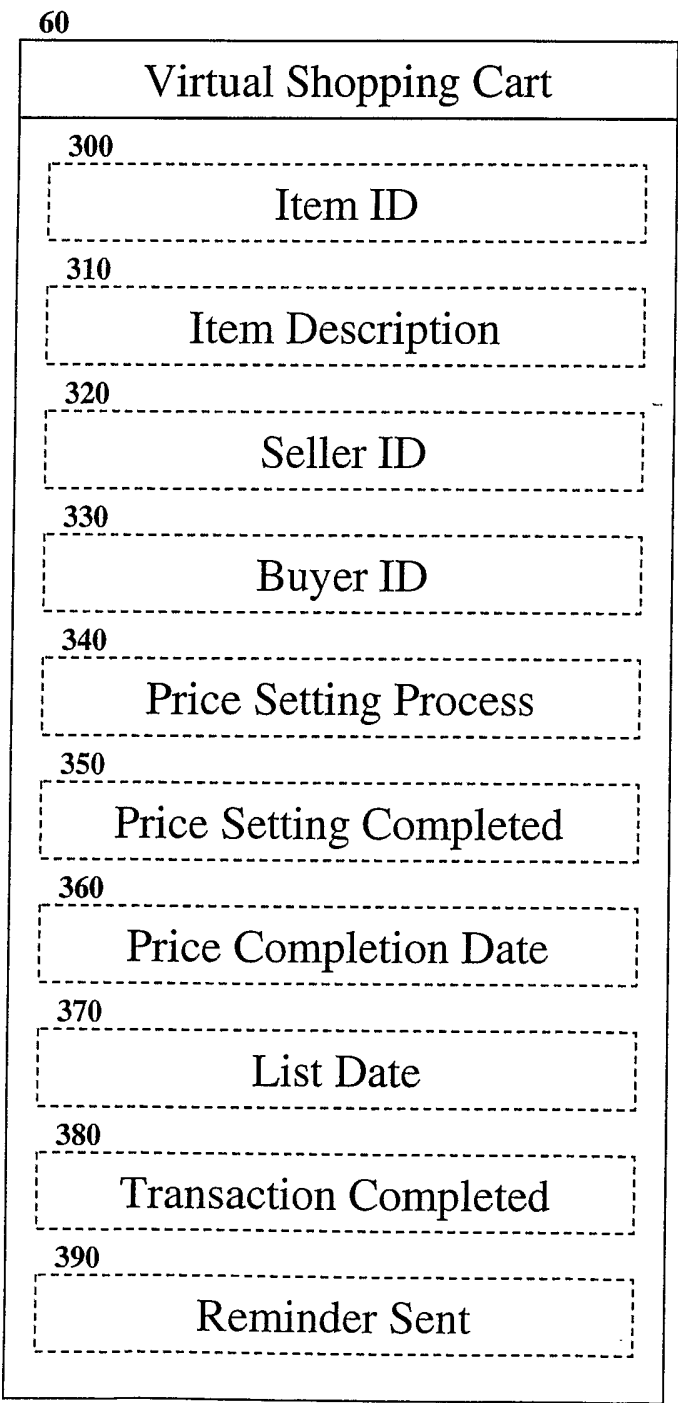 60
Virtual Shopping Cart
300
Item ID
310
Item Description
320
Seller ID
330
Buyer ID
340
Price Setting Process
350
Price Setting Completed
360
Price Completion Date
370
List Date
380
Transaction Completed
390
Reminder Sent